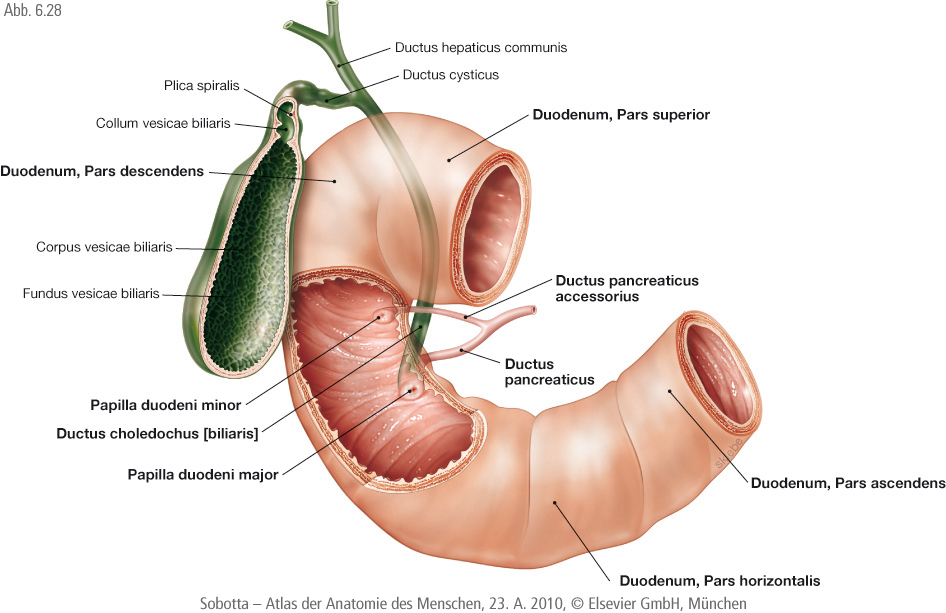 Abb. 6.28
Ductus hepaticus communis
Ductus cysticus
Plica spiralis
Collum vesicae biliaris
Duodenum, Pars superior
Duodenum, Pars descendens
Corpus vesicae biliaris
Fundus vesicae biliaris
Ductus pancreaticus
accessorius
Ductus
pancreaticus
Papilla duodeni minor
Ductus choledochus [biliaris]
Papilla duodeni major
skiebe
Duodenum, Pars ascendens
Duodenum, Pars horizontalis
Sobotta – Atlas der Anatomie des Menschen, 23. A. 2010, © Elsevier GmbH, München